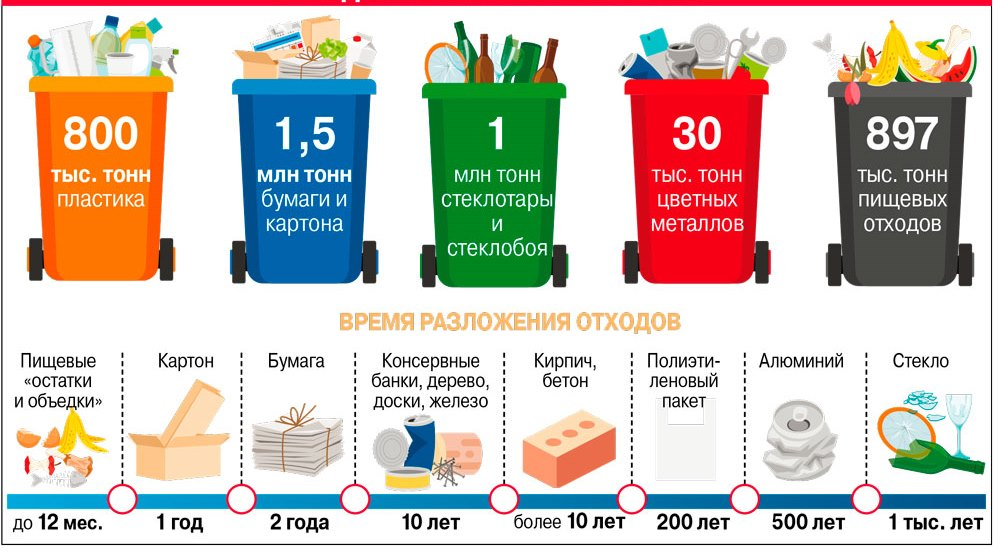 800
тыс. тонн
пластика
1,5
млн тонн
бумаги и
картона
1
млн тонн
стеклотары
и
стеклобоя
30
тыс. тонн
цветных
металлов
897
тыс. тонн
пищевых
отходов
ВРЕМЯ РАЗЛОЖЕНИЯ ОТХОДОВ
Пищевые
«остатки
и объедки»
Картон
Бумага
Консервные
банки, дерево,
доски, железо
Кирпич,
бетон
Полиэти-
леновый
пакет
Алюминий
Стекло
до 12 мес.
1 год
2 года
10 лет
более 10 лет
200 лет
500 лет
1 тыс. лет